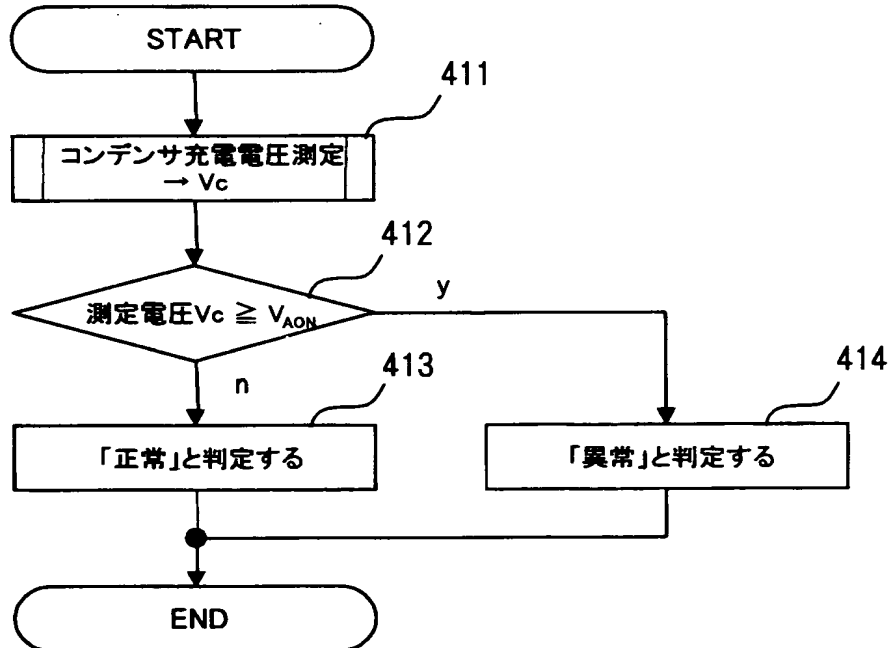 START
411
コンデンサ充電電圧測定
→ Vc
412
測定電圧Vc ≧ VAON
y
n
413
414
「正常」と判定する
「異常」と判定する
END